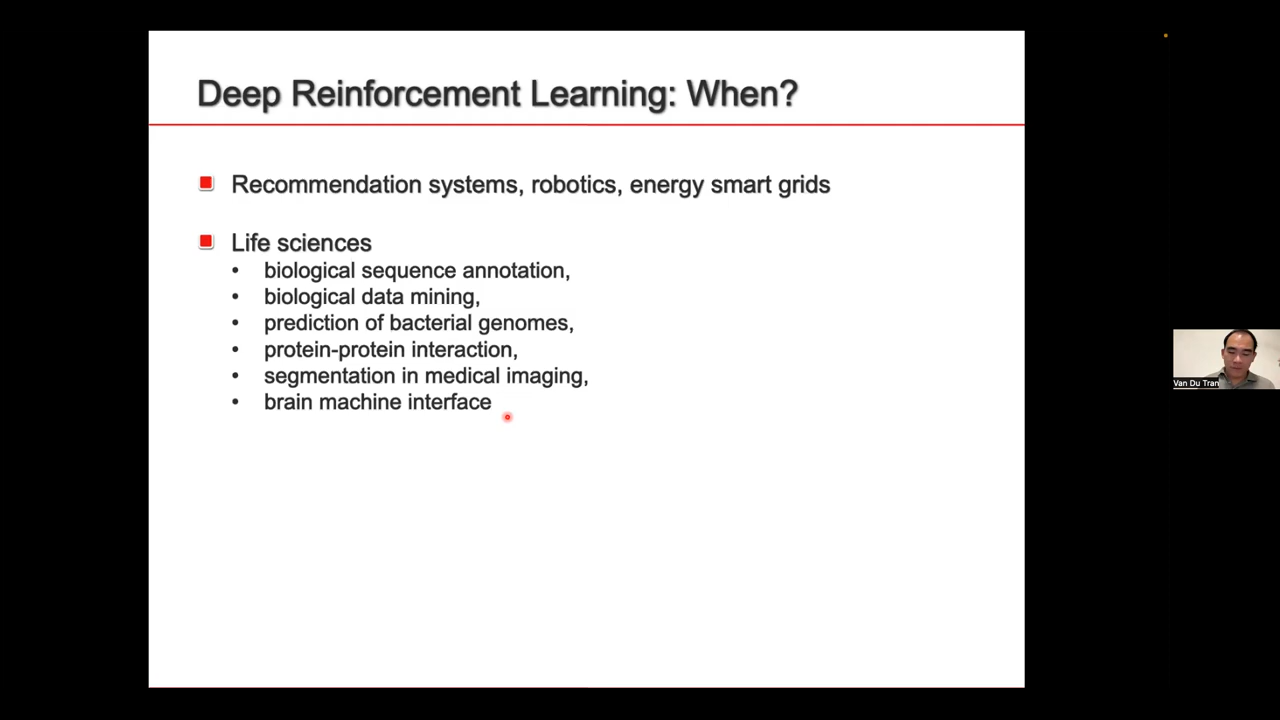 Deep Reinforcement Learning: When?
Recommendation systems, robotics, energy smart grids
Life sciences
• biological sequence annotation,
• biological data mining,
• prediction of bacterial genomes,
• protein-protein interaction,
• segmentation in medical imaging,
• brain machine interface
Van Du Tran